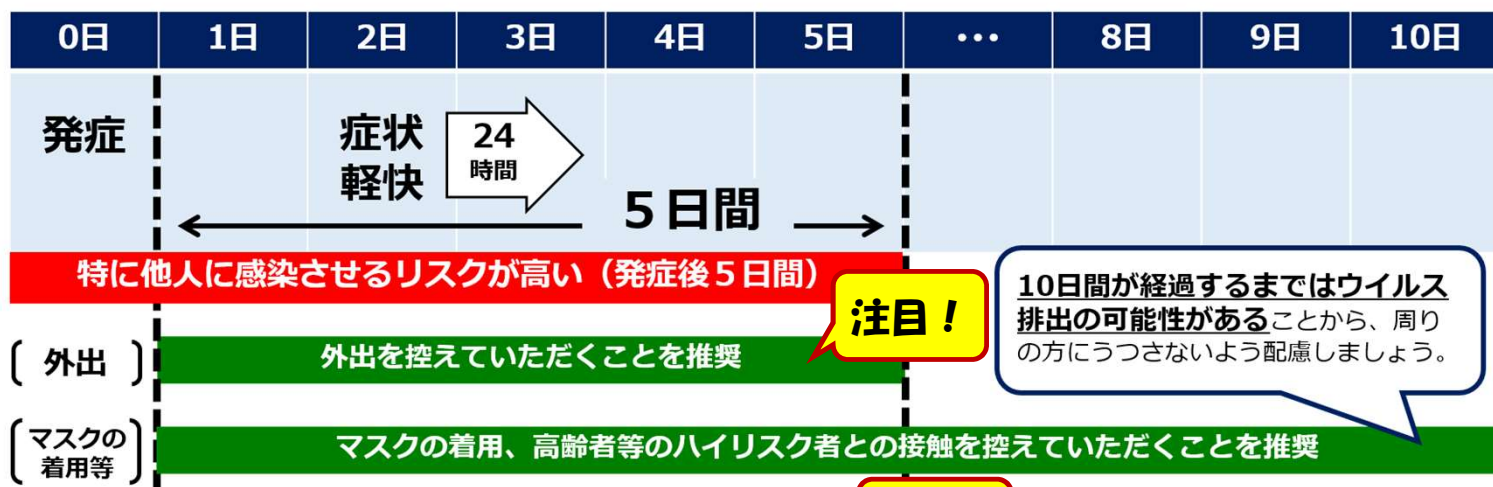 0日 1日 2日 3日 4日 5日 ・・・ 8日 9日 10日
発症
症状
軽快
24
時間
５日間
特に他人に感染させるリスクが高い（発症後５日間）
注目！
10日間が経過するまではウイルス
排出の可能性があることから、周り
の方にうつさないよう配慮しましょう。
外出
外出を控えていただくことを推奨
マスクの
着用等
マスクの着用、高齢者等のハイリスク者との接触を控えていただくことを推奨